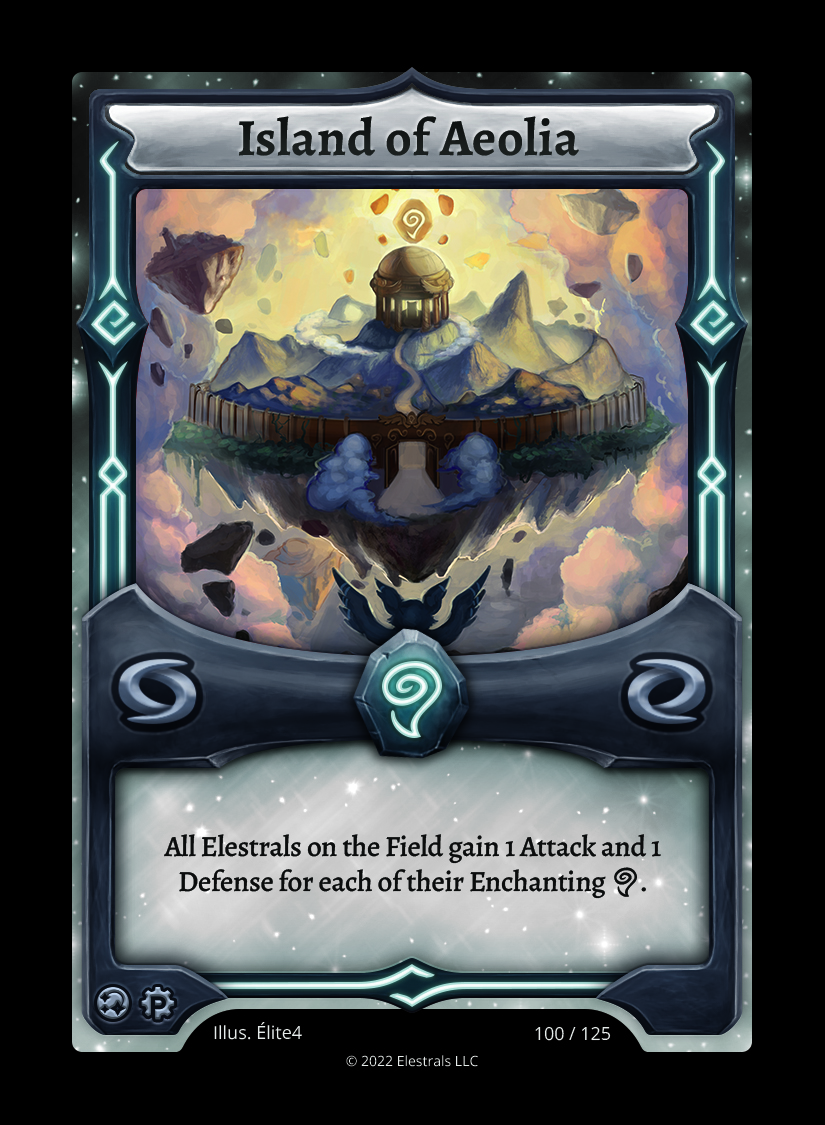 Island of Aeolia
All Elestrals on the Field gain 1 Attack and 1
Defense for each of their Enchanting .
P
Illus. Élite4
100 / 125
© 2022 Elestrals LLC